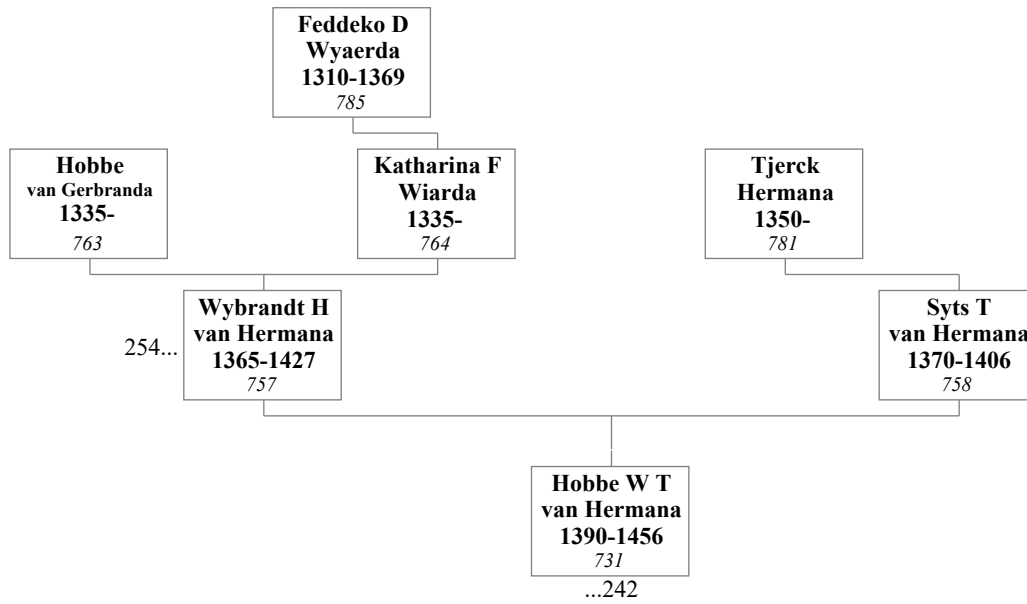 Feddeko D
Wyaerda
1310-1369
785
Hobbe
van Gerbranda
1335-
763
Katharina F
Wiarda
1335-
764
Tjerck
Hermana
1350-
781
254...
Wybrandt H
van Hermana
1365-1427
757
Syts T
van Hermana
1370-1406
758
Hobbe W T
van Hermana
1390-1456
731
...242